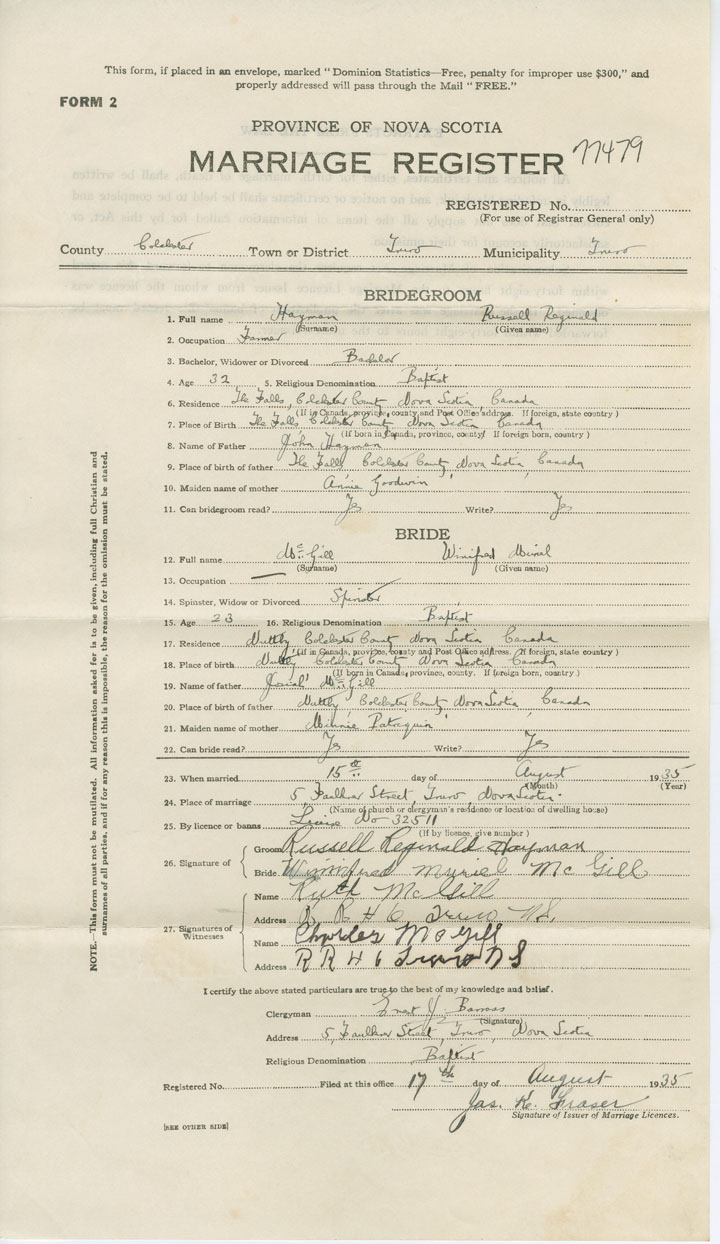 This form, if placed in an envelope, marked "Dominion Statistics—Free, penalty for improper use $300," and
properly addressed will pass through the Mail "FREE."
FORM 2
PROVINCE OF NOVA SCOTIA
MARRIAGE REGISTER 77479
REGISTERED No.
(For use of Registrar General only)
County Colchester Town or District Truro Municipality Truro
BRIDEGROOM
1. Full name Hayman Russell Reginald
(Surname) (Given name)
2. Occupation Farmer
3. Bachelor, Widower or Divorced Bachelor
4. Age 32 5. Religious Denomination Baptist
6. Residence The Falls, Colchester County Nova Scotia, Canada
(If in Canada, province, county and Post Office address. If foreign, state country)
7. Place of Birth The Falls Colchester County Nova Scotia Canada
(If born in Canada, province, county. If foreign born, country)
8. Name of Father John Hayman
9. Place of birth of father The Falls Colchester County, Nova Scotia, Canada
10. Maiden name of mother Annie Goodwin
11. Can bridegroom read? Yes Write? Yes
BRIDE
12. Full name McGill Winifred
(Surname) (Given name)
13. Occupation —
14. Spinster, Widow or Divorced Spinster
15. Age 23 16. Religious Denomination Baptist
17. Residence Nuttby Colchester County Nova Scotia Canada
(If in Canada, province, county and Post Office address. If foreign, state country)
18. Place of birth Nuttby Colchester County Nova Scotia Canada
(If born in Canada, province, county. If foreign born, country.)
19. Name of father McGill
20. Place of birth of father Nuttby Colchester County, Nova Scotia, Canada
21. Maiden name of mother Minnie Patriquin
22. Can bride read? Yes Write? Yes
23. When married 15th day of August 1935
(Month) (Year)
24. Place of marriage 5 Faulkner Street, Truro, Nova Scotia.
(Name of church or clergyman's residence or location of dwelling house)
25. By licence or banns No 32511
(If by licence, give number)
26. Signature of
Groom Russell Reginald Hayman
Bride Winnifred Muriel McGill
27. Signatures of Witnesses
Name Ruth McGill
Address R R # 6 Truro N.S.
Name Charles McGill
Address R R # 6 Truro N S
I certify the above stated particulars are true to the best of my knowledge and belief.
Clergyman
(Signature)
Address 5, Faulkner Street, Truro, Nova Scotia
Religious Denomination Baptist
Registered No. Filed at this office 17th day of August 1935
Jas. Fraser
Signature of Issuer of Marriage Licences.
[SEE OTHER SIDE]
NOTE.—This form must not be mutilated. All information asked for is to be given, including full Christian and
surnames of all parties, and if for any reason this is impossible, the reason for the omission must be stated.